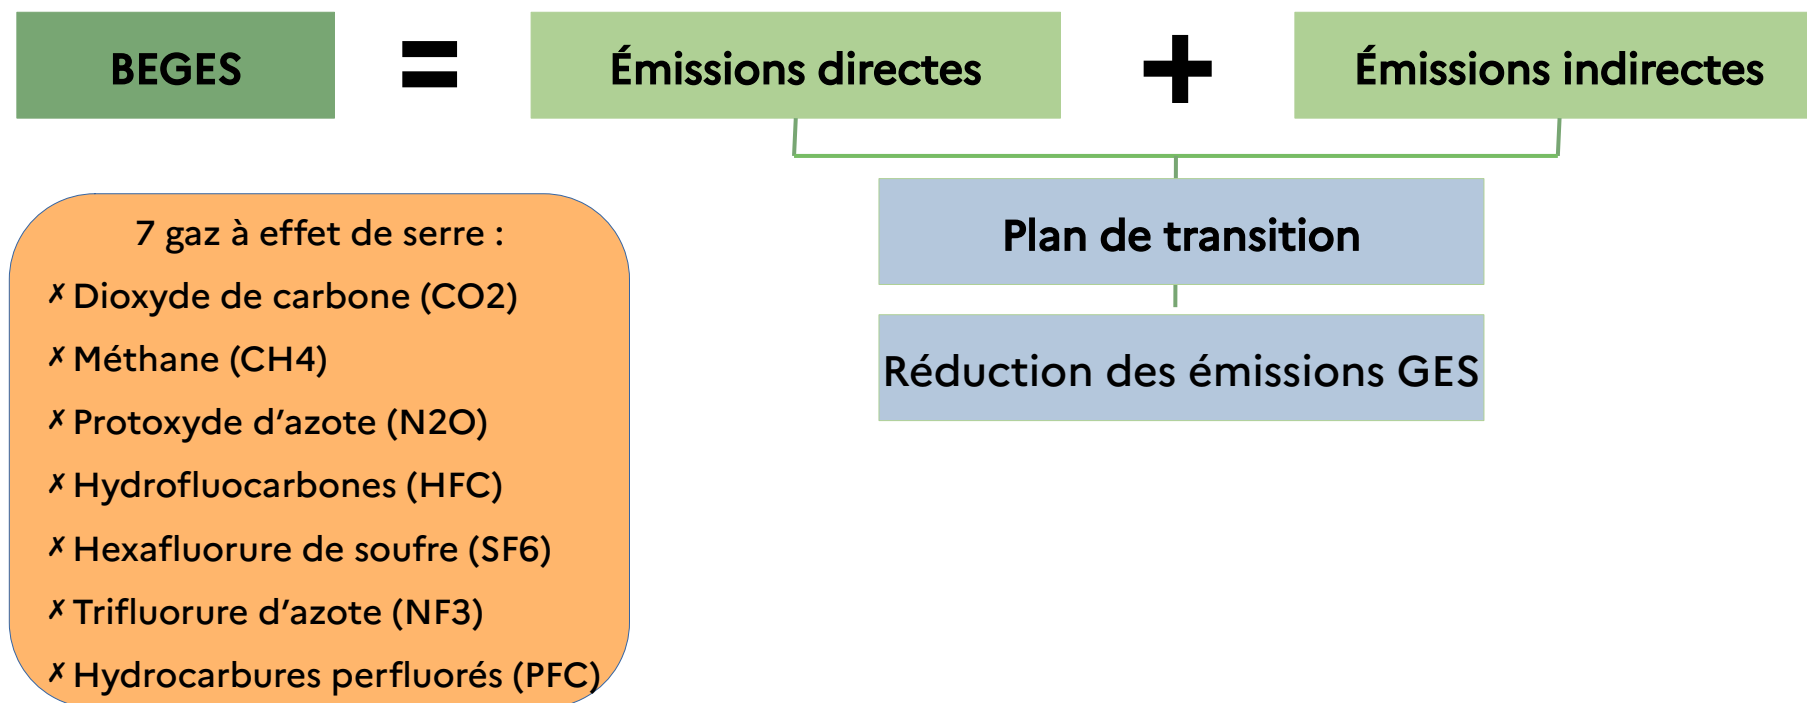 BEGES = Émissions directes + Émissions indirectes
Plan de transition
Réduction des émissions GES
7 gaz à effet de serre :
✗ Dioxyde de carbone (CO2)
✗ Méthane (CH4)
✗ Protoxyde d’azote (N2O)
✗ Hydrofluocarbones (HFC)
✗ Hexafluorure de soufre (SF6)
✗ Trifluorure d’azote (NF3)
✗ Hydrocarbures perfluorés (PFC)